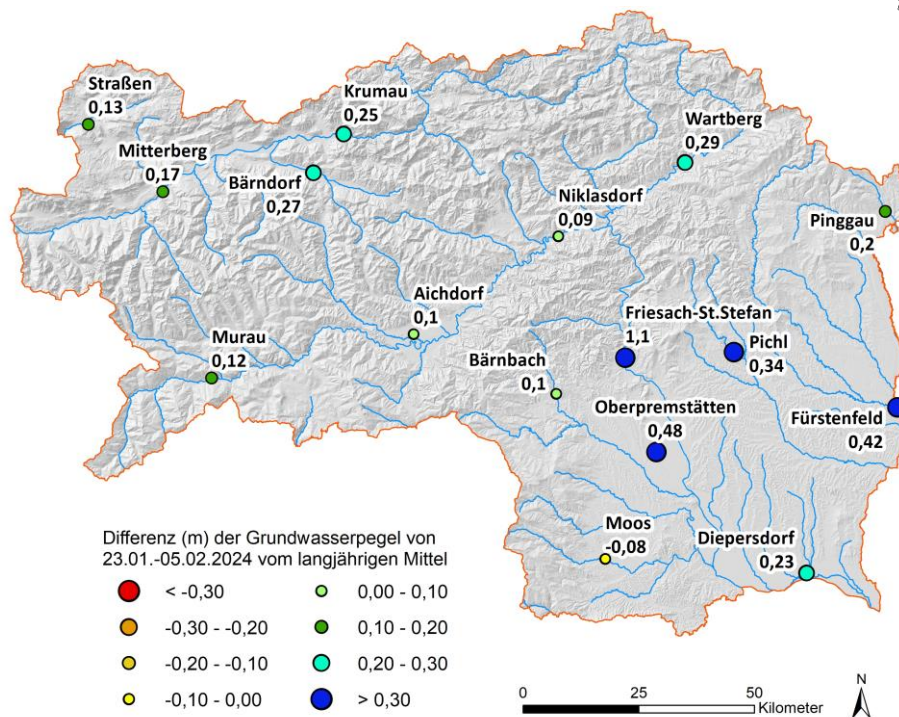 Straßen
0,13
Krumau
0,25
Wartberg
0,29
Mitterberg
0,17
Bärndorf
0,27
Niklasdorf
0,09
Pinggau
0,2
Aichdorf
0,1
Friesach-St.Stefan
1,1
Murau
0,12
Pichl
0,34
Bärnbach
0,1
Oberpremstätten
0,48
Fürstenfeld
0,42
Moos
-0,08
Diepersdorf
0,23
Differenz (m) der Grundwasserpegel von
23.01.-05.02.2024 vom langjährigen Mittel
< -0,30
-0,30 - -0,20
-0,20 - -0,10
-0,10 - 0,00
0,00 - 0,10
0,10 - 0,20
0,20 - 0,30
> 0,30
0 25 50
Kilometer
N